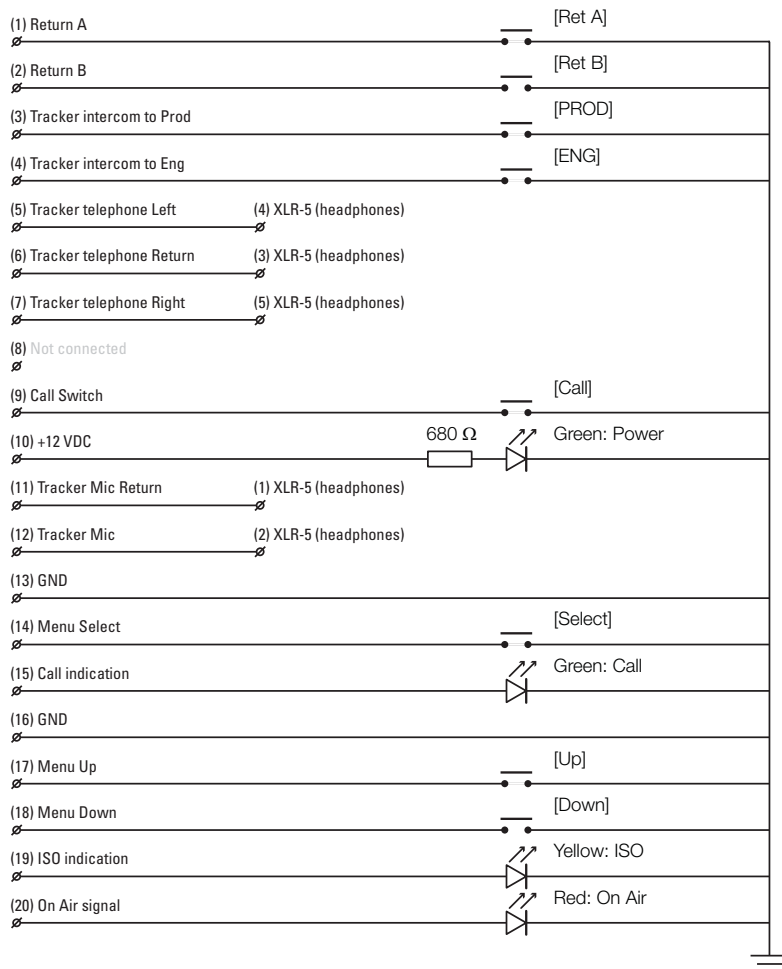 (1) Return A [Ret A]
(2) Return B [Ret B]
(3) Tracker intercom to Prod [PROD]
(4) Tracker intercom to Eng [ENG]
(5) Tracker telephone Left (4) XLR-5 (headphones)
(6) Tracker telephone Return (3) XLR-5 (headphones)
(7) Tracker telephone Right (5) XLR-5 (headphones)
(8) Not connected
(9) Call Switch [Call]
(10) +12 VDC 680 Ω Green: Power
(11) Tracker Mic Return (1) XLR-5 (headphones)
(12) Tracker Mic (2) XLR-5 (headphones)
(13) GND
(14) Menu Select [Select]
(15) Call indication Green: Call
(16) GND
(17) Menu Up [Up]
(18) Menu Down [Down]
(19) ISO indication Yellow: ISO
(20) On Air signal Red: On Air